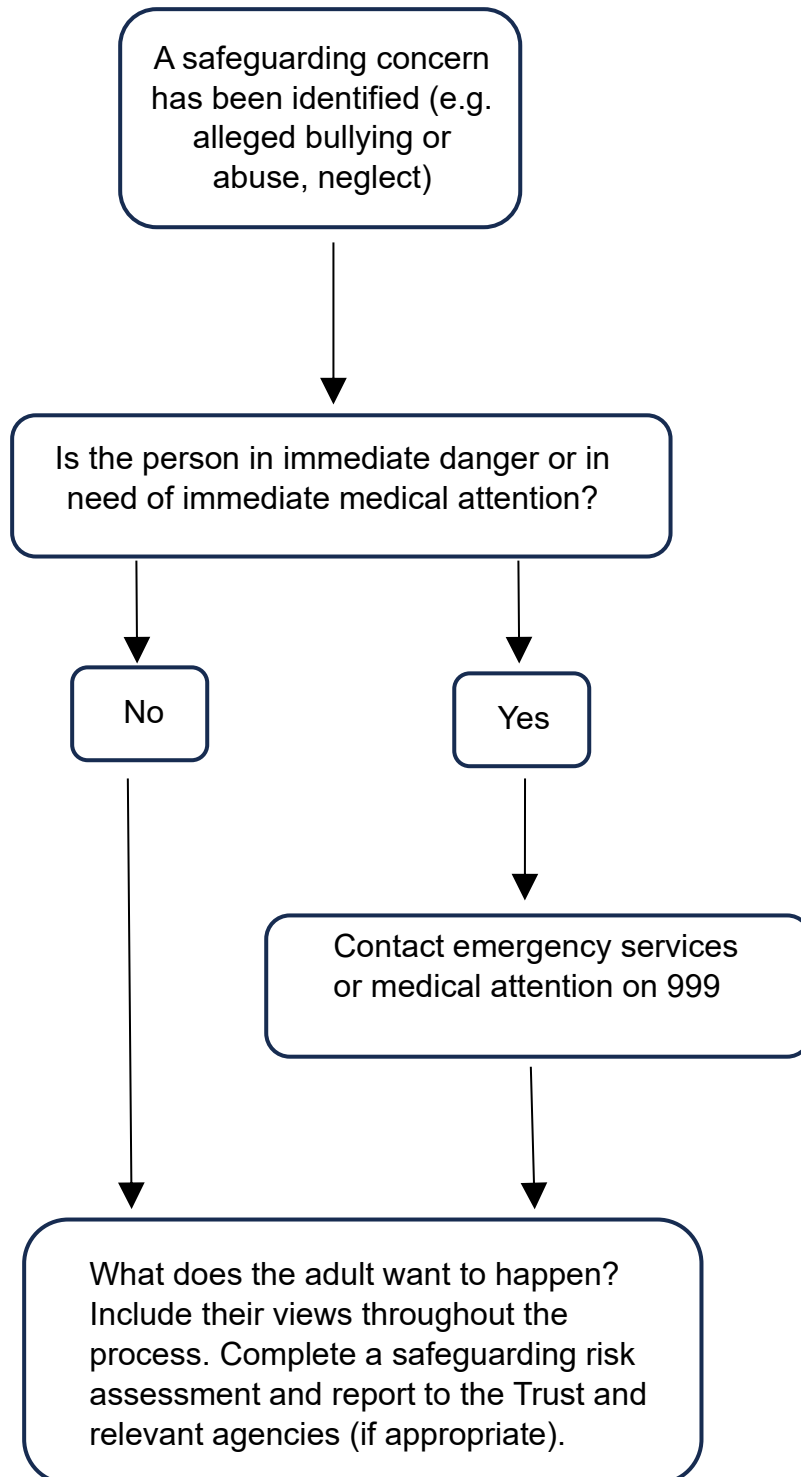 A safeguarding concern
has been identified (e.g.
alleged bullying or
abuse, neglect)
Is the person in immediate danger or in
need of immediate medical attention?
No
Yes
Contact emergency services
or medical attention on 999
What does the adult want to happen?
Include their views throughout the
process. Complete a safeguarding risk
assessment and report to the Trust and
relevant agencies (if appropriate).